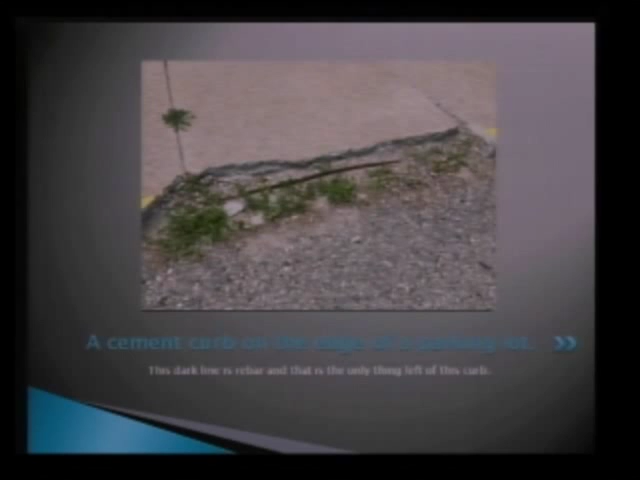 A cement curb on the edge of a parking lot.
This dark line is rebar and that is the only thing left of this curb.